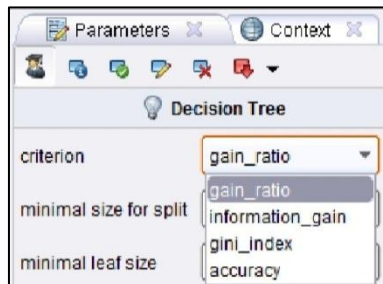 Parameters Context
Decision Tree
criterion gain_ratio
gain_ratio
minimal size for split information_gain
gini_index
minimal leaf size accuracy